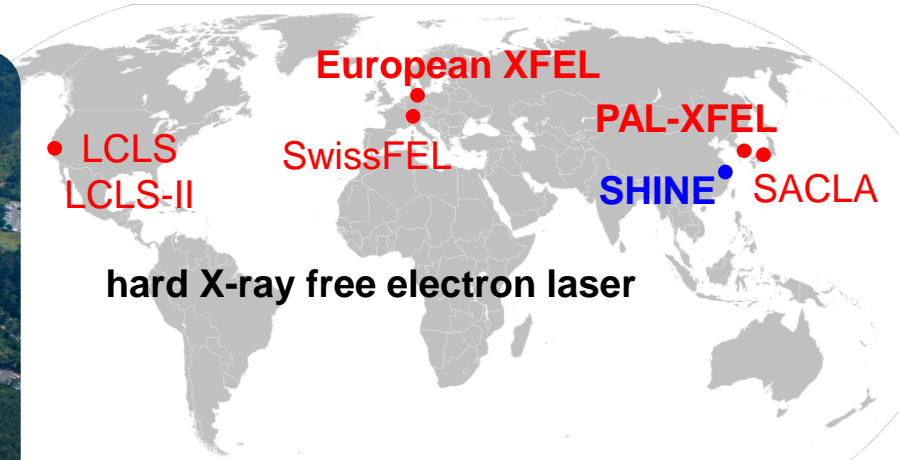 European XFEL
PAL-XFEL
LCLS
LCLS-II
SwissFEL
SHINE
SACLA
hard X-ray free electron laser